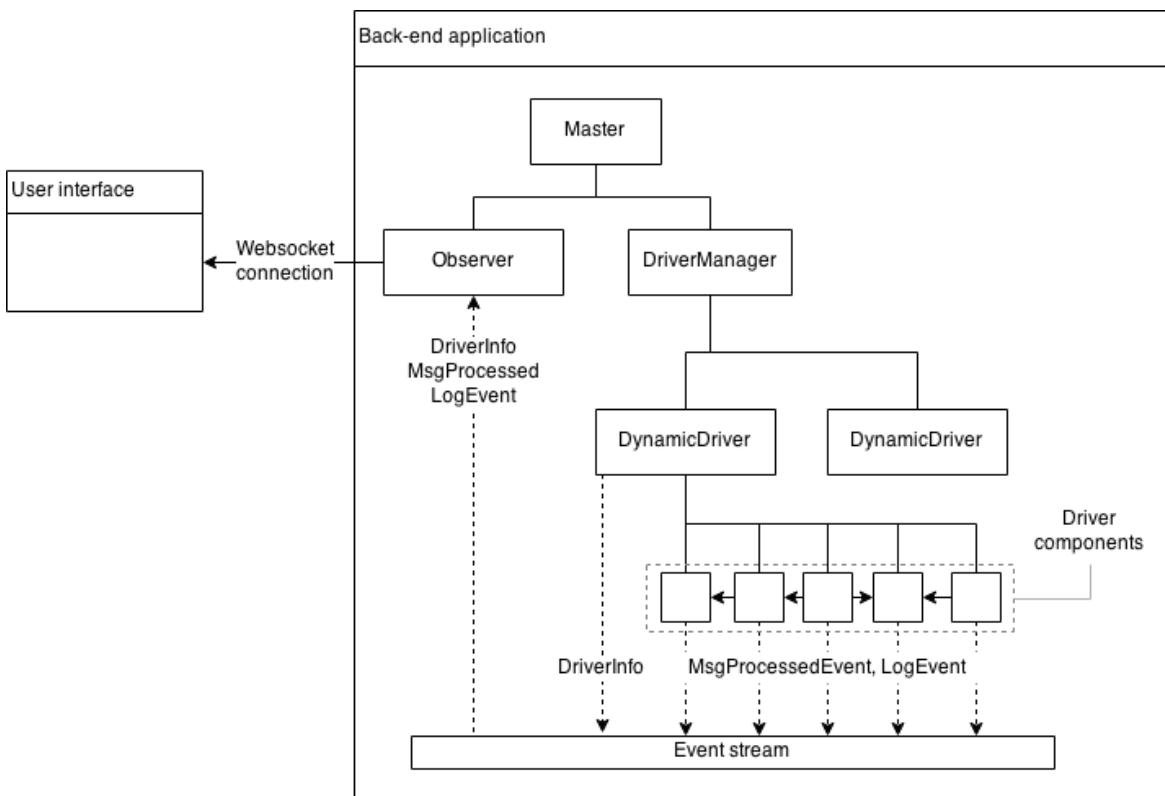 Back-end application
Master
User interface
Websocket
connection
Observer
DriverManager
DriverInfo
MsgProcessed
LogEvent
DynamicDriver
DynamicDriver
Driver
components
DriverInfo
MsgProcessedEvent, LogEvent
Event stream